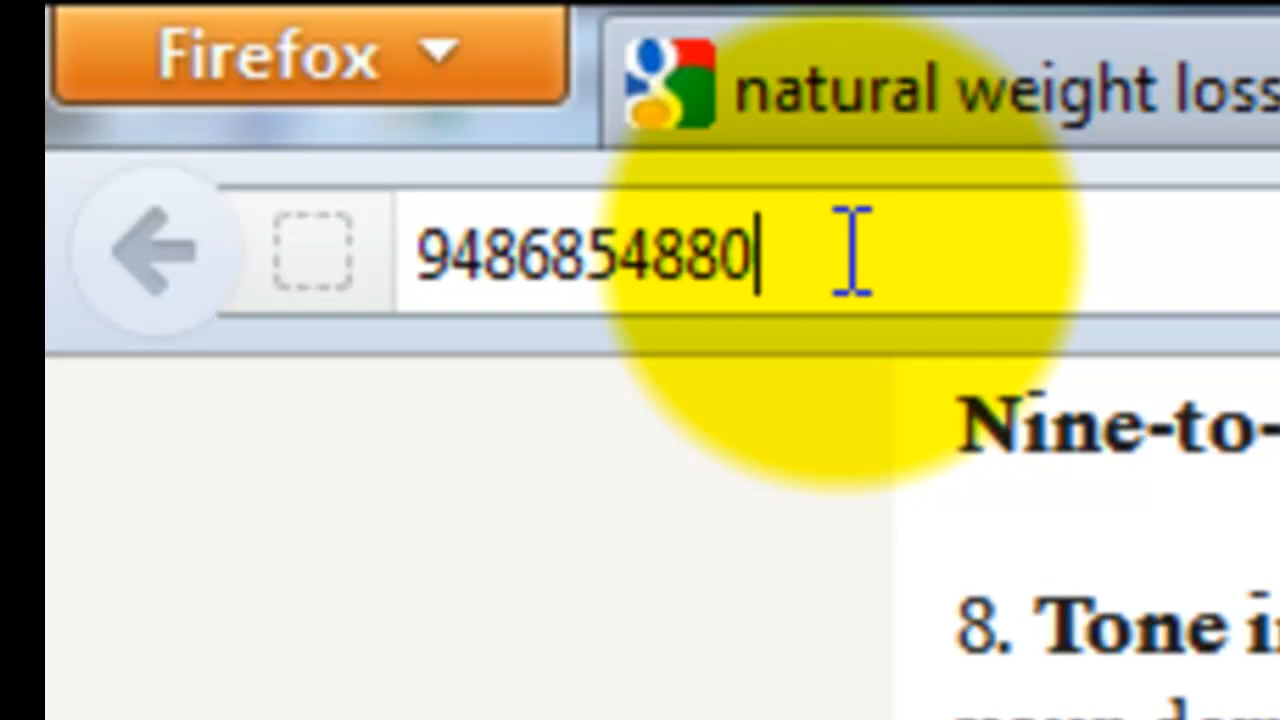 Firefox
natural weight loss
9486854880
Nine-to-
8. Tone